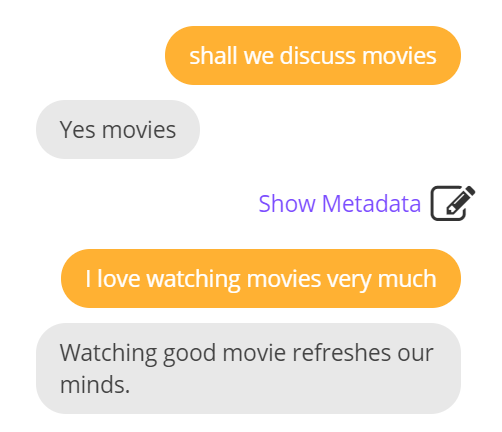 shall we discuss movies
Yes movies
Show Metadata
I love watching movies very much
Watching good movie refreshes our
minds.